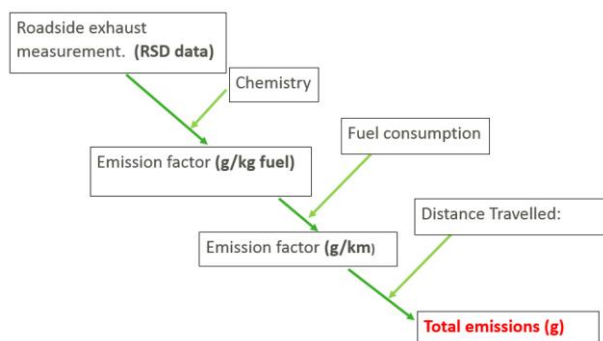 Roadside exhaust
measurement. (RSD data)
Chemistry
Fuel consumption
Emission factor (g/kg fuel)
Distance Travelled:
Emission factor (g/km)
Total emissions (g)